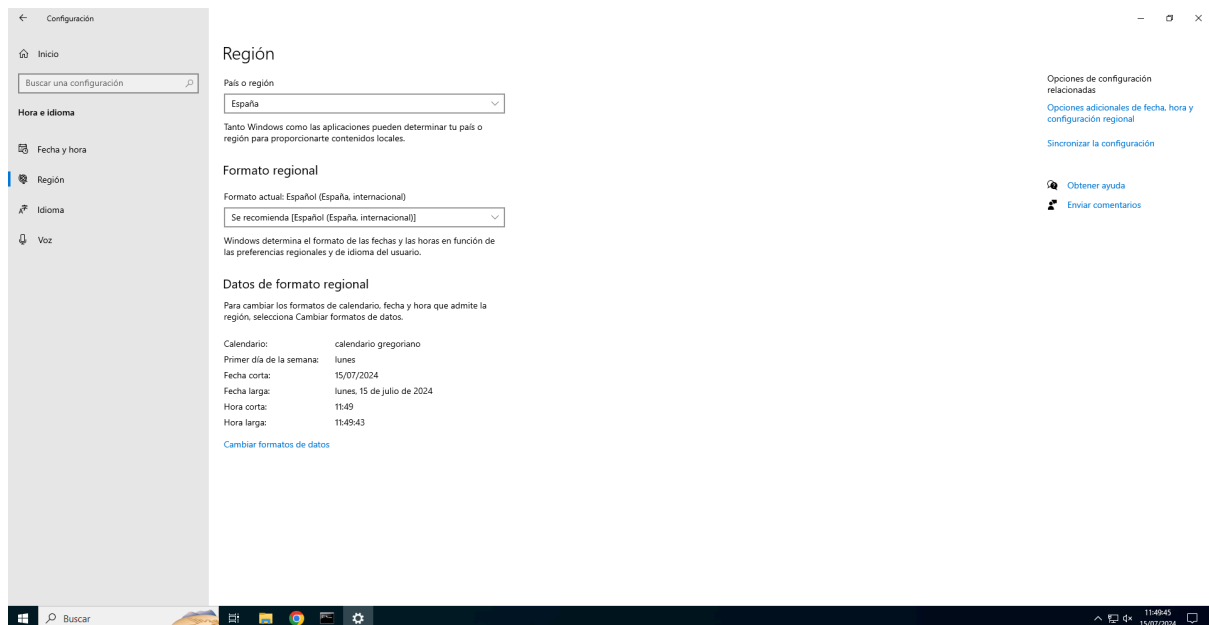 Configuración
Inicio
Buscar una configuración
Hora e idioma
Fecha y hora
Región
Idioma
Voz
Región
País o región
España
Tanto Windows como las aplicaciones pueden determinar tu país o
región para proporcionarte contenidos locales.
Formato regional
Formato actual: Español (España, internacional)
Se recomienda [Español (España, internacional)]
Windows determina el formato de las fechas y las horas en función de
las preferencias regionales y de idioma del usuario.
Datos de formato regional
Para cambiar los formatos de calendario, fecha y hora que admite la
región, selecciona Cambiar formatos de datos.
Calendario: calendario gregoriano
Primer día de la semana: lunes
Fecha corta: 15/07/2024
Fecha larga: lunes, 15 de julio de 2024
Hora corta: 11:49
Hora larga: 11:49:43
Cambiar formatos de datos
Opciones de configuración
relacionadas
Opciones adicionales de fecha, hora y
configuración regional
Sincronizar la configuración
Obtener ayuda
Enviar comentarios
Buscar
11:49:45
15/07/2024